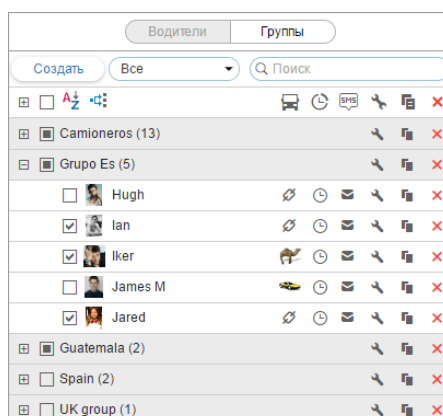 Водители Группы
Создать Все Поиск
A Z SMS
Camioneros (13)
Grupo Es (5)
Hugh
Ian
Iker
James M
Jared
Guatemala (2)
Spain (2)
UK group (1)